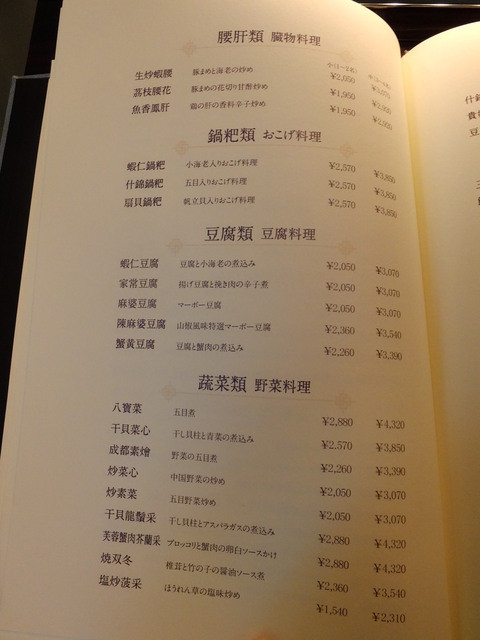 腰肝類 臓物料理
小(1~2名)
生炒蝦腰 豚まめと海老の炒め ¥2,050 ¥3,070
荔枝腰花 豚まめの花切り甘酢炒め ¥1,950 ¥2,920
魚香鳳肝 鶏の肝の香料辛子炒め ¥1,950 ¥2,920
鍋粑類 おこげ料理
蝦仁鍋粑 小海老入りおこげ料理 ¥2,570 ¥3,850
什錦鍋粑 五目入りおこげ料理 ¥2,570 ¥3,850
扇貝鍋粑 帆立貝入りおこげ料理 ¥2,570 ¥3,850
豆腐類 豆腐料理
蝦仁豆腐 豆腐と小海老の煮込み ¥2,050 ¥3,070
家常豆腐 揚げ豆腐と挽き肉の辛子煮 ¥2,050 ¥3,070
麻婆豆腐 マーボー豆腐 ¥2,050 ¥3,070
陳麻婆豆腐 山椒風味特選マーボー豆腐 ¥2,360 ¥3,540
蟹黄豆腐 豆腐と蟹肉の煮込み ¥2,260 ¥3,390
蔬菜類 野菜料理
八寶菜 五目煮 ¥2,880 ¥4,320
干貝菜心 干し貝柱と青菜の煮込み ¥2,570 ¥3,850
成都素燴 野菜の五目煮 ¥2,260 ¥3,390
炒菜心 中国野菜の炒め ¥2,050 ¥3,070
炒素菜 五目野菜炒め ¥2,050 ¥3,070
干貝龍鬚采 干し貝柱とアスパラガスの煮込み ¥2,880 ¥4,320
芙蓉蟹肉芥蘭采 ブロッコリと蟹肉の卵白ソースかけ ¥2,880 ¥4,320
焼双冬 椎茸と竹の子の醤油ソース煮 ¥2,360 ¥3,540
塩炒菠采 ほうれん草の塩味炒め ¥1,540 ¥2,310
什
豆